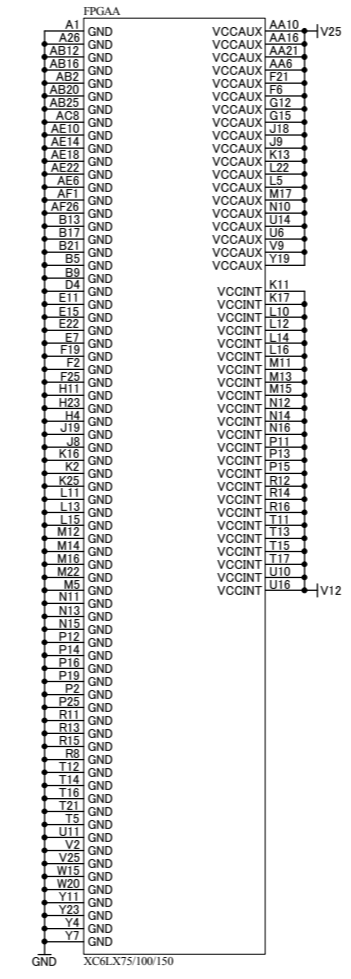 FPGAA
A1 GND
A26 GND
AB12 GND
AB16 GND
AB2 GND
AB20 GND
AB25 GND
AC8 GND
AE10 GND
AE14 GND
AE18 GND
AE22 GND
AE6 GND
AF1 GND
AF26 GND
B13 GND
B17 GND
B21 GND
B5 GND
B9 GND
D4 GND
E11 GND
E15 GND
E22 GND
E7 GND
F19 GND
F2 GND
F25 GND
H11 GND
H23 GND
H4 GND
J19 GND
J8 GND
K16 GND
K2 GND
K25 GND
L11 GND
L13 GND
L15 GND
M12 GND
M14 GND
M16 GND
M22 GND
M5 GND
N11 GND
N13 GND
N15 GND
P12 GND
P14 GND
P16 GND
P19 GND
P2 GND
P25 GND
R11 GND
R13 GND
R15 GND
R8 GND
T12 GND
T14 GND
T16 GND
T21 GND
T5 GND
U11 GND
V2 GND
V25 GND
W15 GND
W20 GND
Y11 GND
Y23 GND
Y4 GND
Y7 GND
VCCAUX AA10 V25
VCCAUX AA16
VCCAUX AA21
VCCAUX AA6
VCCAUX F21
VCCAUX F6
VCCAUX G12
VCCAUX G15
VCCAUX J18
VCCAUX J9
VCCAUX K13
VCCAUX L22
VCCAUX L5
VCCAUX M17
VCCAUX N10
VCCAUX U14
VCCAUX U6
VCCAUX V9
VCCAUX Y19
VCCINT K11
VCCINT K17
VCCINT L10
VCCINT L12
VCCINT L14
VCCINT L16
VCCINT M11
VCCINT M13
VCCINT M15
VCCINT N12
VCCINT N14
VCCINT N16
VCCINT P11
VCCINT P13
VCCINT P15
VCCINT R12
VCCINT R14
VCCINT R16
VCCINT T11
VCCINT T13
VCCINT T15
VCCINT T17
VCCINT U10
VCCINT U16 V12
GND
XC6LX75/100/150